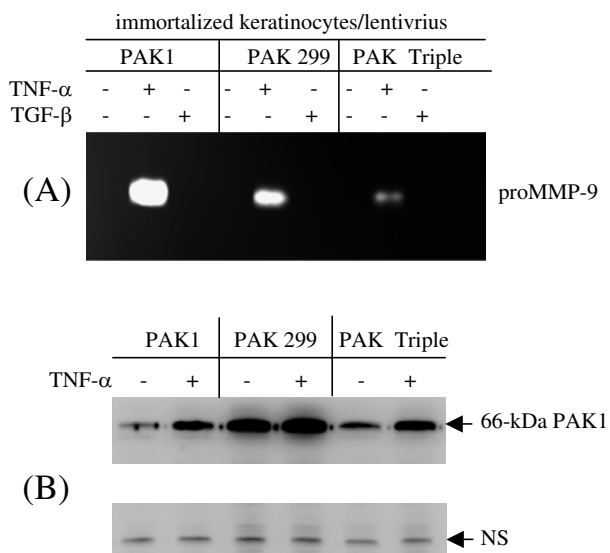 immortalized keratinocytes/lentivrius
PAK1 PAK 299 PAK Triple
TNF-α - + - - + - - + -
TGF-β - - + - - + - - +
(A)
proMMP-9
PAK1 PAK 299 PAK Triple
TNF-α - + - + - +
66-kDa PAK1
(B)
NS